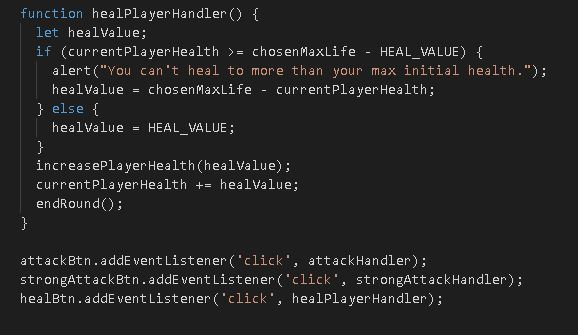 function healPlayerHandler() {
  let healValue;
  if (currentPlayerHealth >= chosenMaxLife - HEAL_VALUE) {
    alert("You can't heal to more than your max initial health.");
    healValue = chosenMaxLife - currentPlayerHealth;
  } else {
    healValue = HEAL_VALUE;
  }
  increasePlayerHealth(healValue);
  currentPlayerHealth += healValue;
  endRound();
}

attackBtn.addEventListener('click', attackHandler);
strongAttackBtn.addEventListener('click', strongAttackHandler);
healBtn.addEventListener('click', healPlayerHandler);